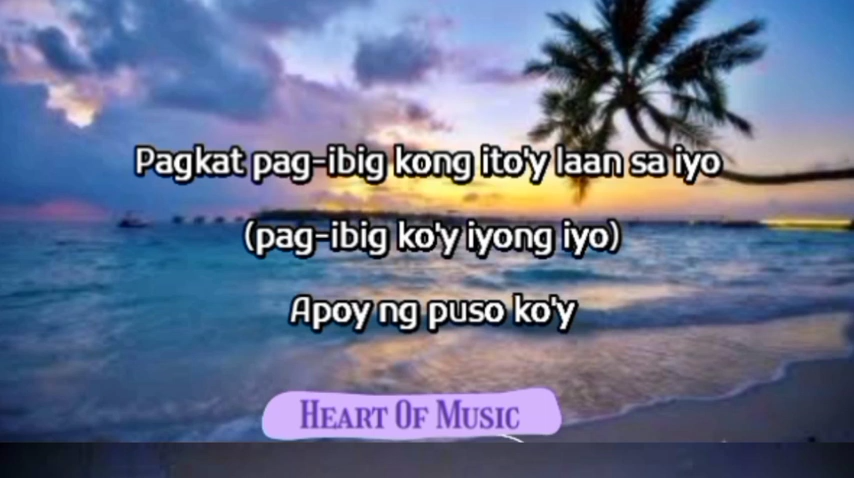 Pagkat pag-ibig kong ito'y laan sa iyo
(pag-ibig ko'y iyong iyo)
Apoy ng puso ko'y
HEART OF MUSIC